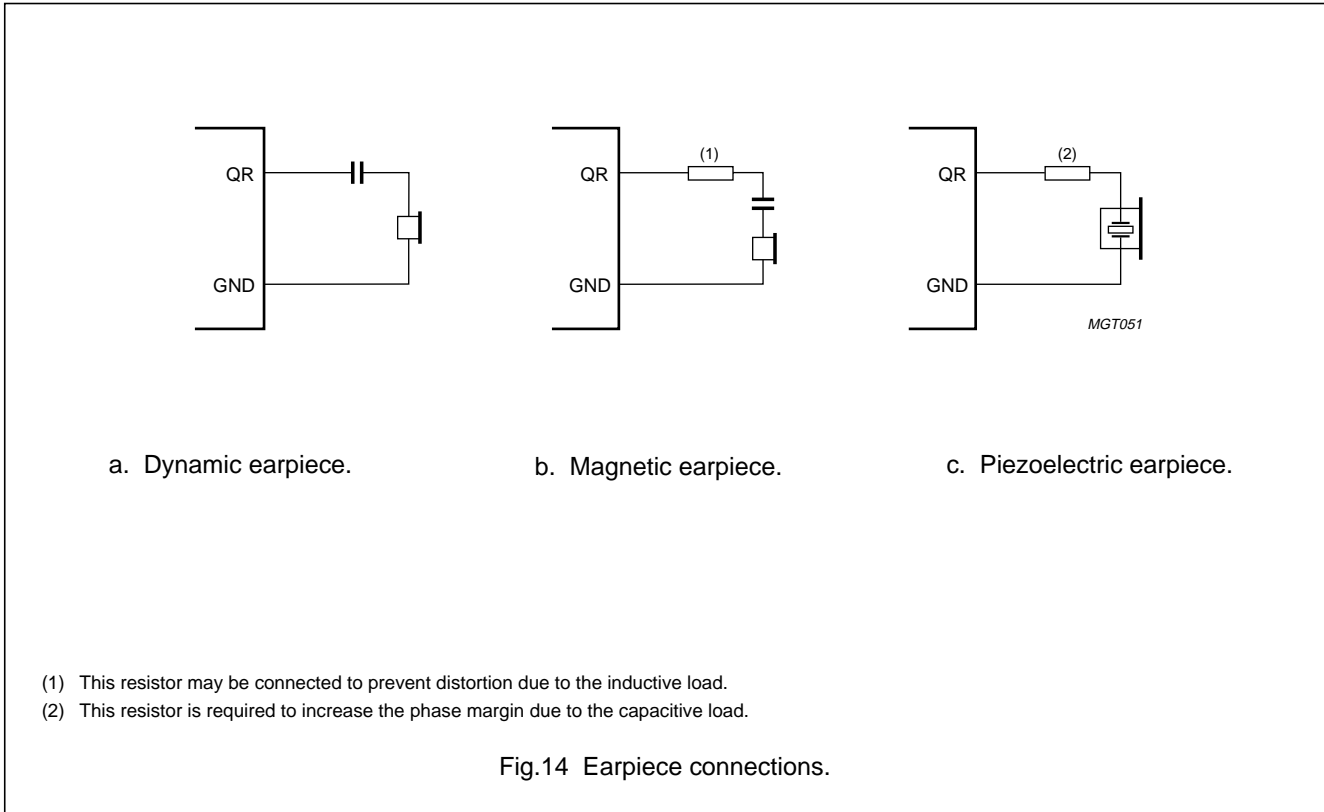 QR
GND
(1)
QR
GND
(2)
QR
GND
MGT051
a. Dynamic earpiece.
b. Magnetic earpiece.
c. Piezoelectric earpiece.
(1) This resistor may be connected to prevent distortion due to the inductive load.
(2) This resistor is required to increase the phase margin due to the capacitive load.
Fig.14 Earpiece connections.